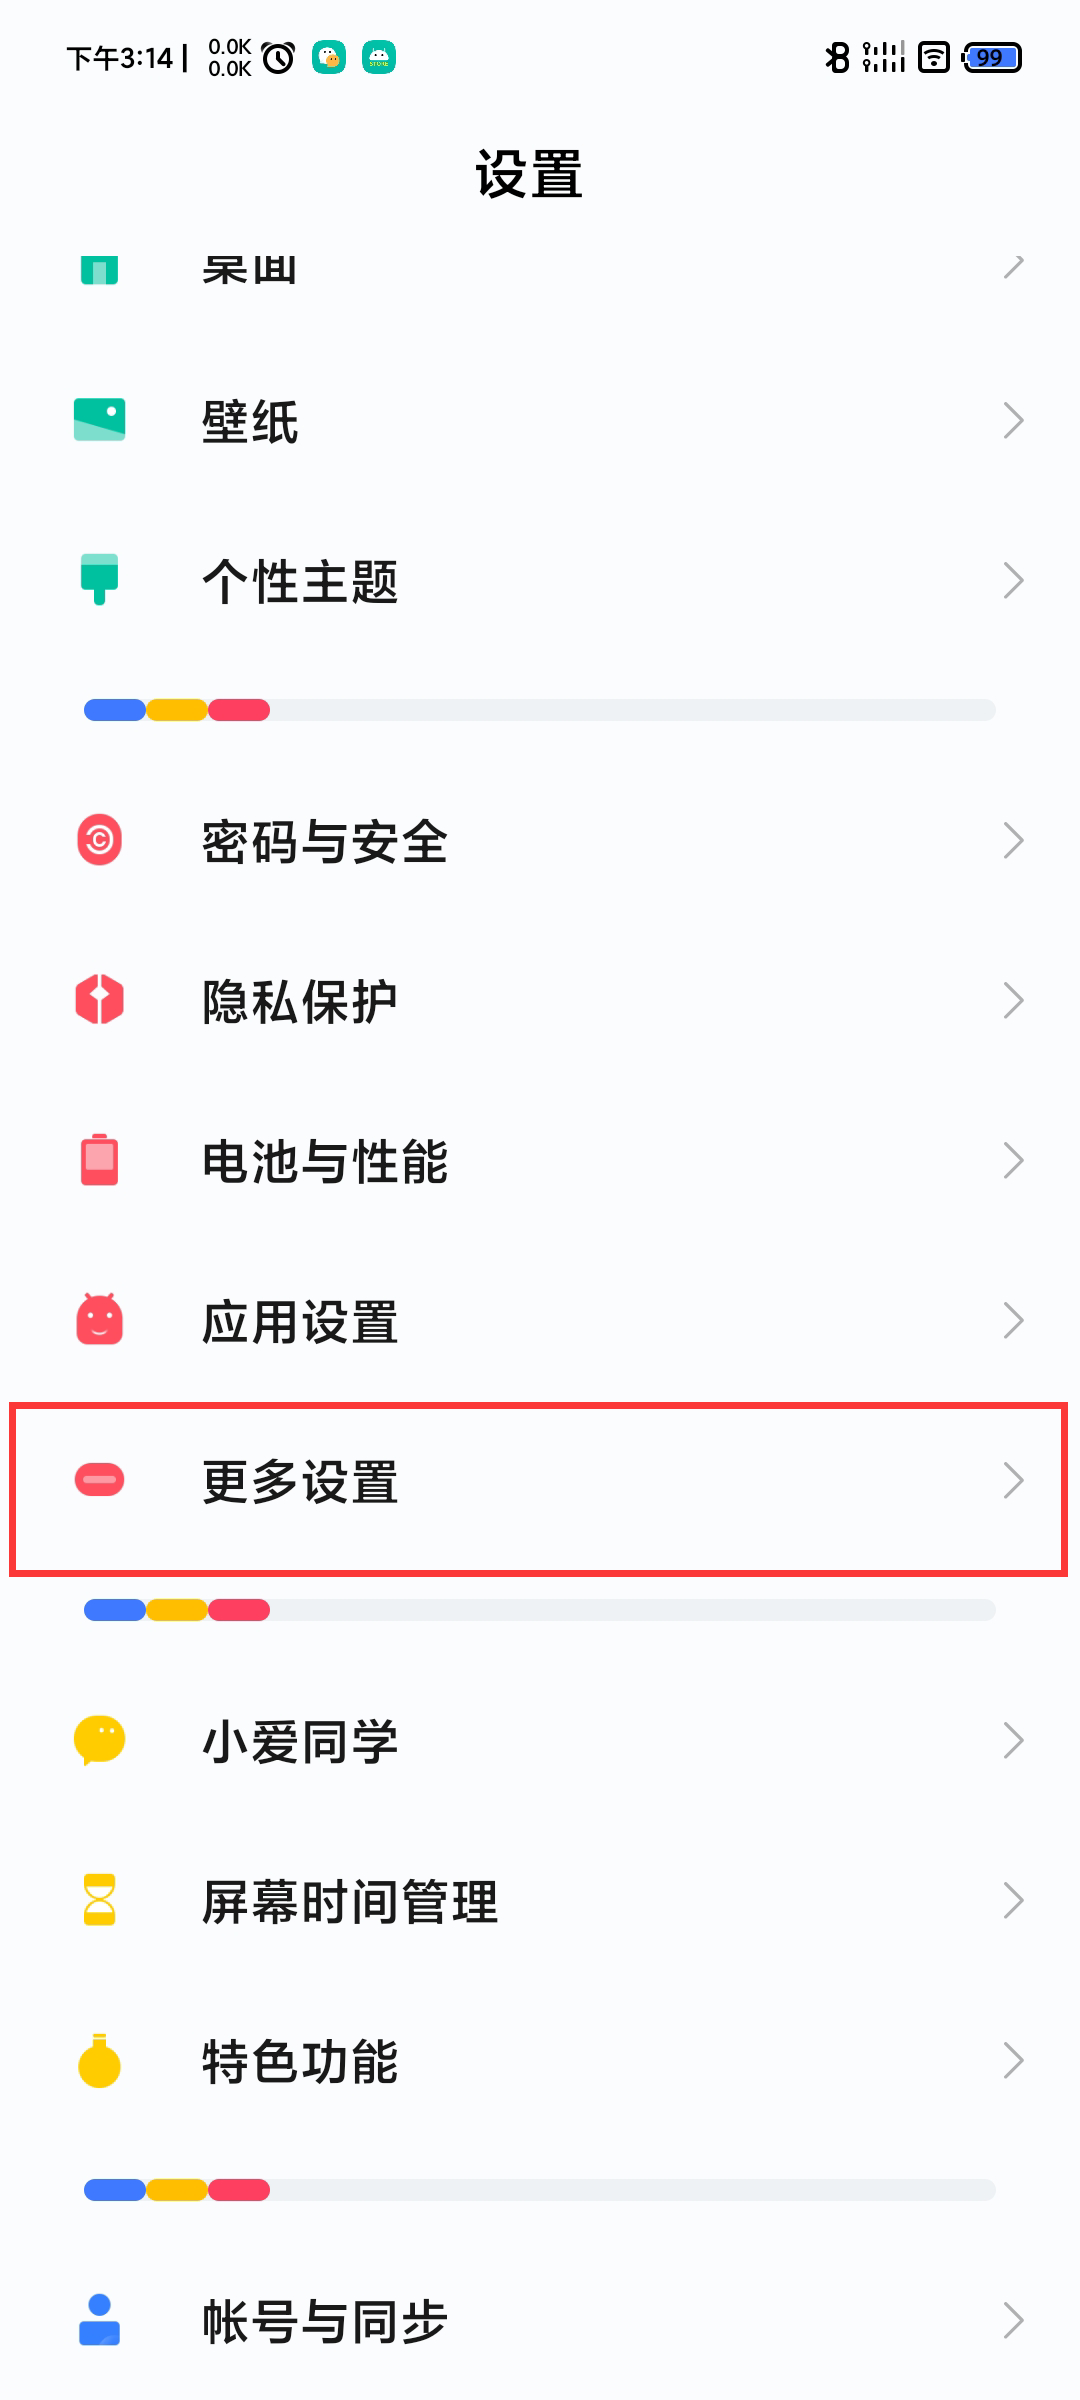 下午3:14
0.0K
0.0K
99
设置
桌面
壁纸
个性主题
密码与安全
隐私保护
电池与性能
应用设置
更多设置
小爱同学
屏幕时间管理
特色功能
帐号与同步